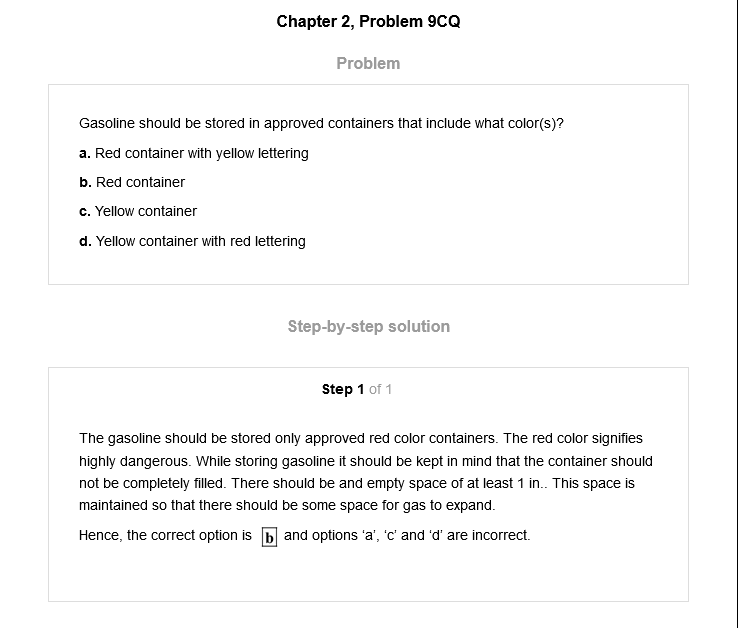 Chapter 2, Problem 9CQ
Problem
Gasoline should be stored in approved containers that include what color(s)?
a. Red container with yellow lettering
b. Red container
c. Yellow container
d. Yellow container with red lettering
Step-by-step solution
Step 1 of 1
The gasoline should be stored only approved red color containers. The red color signifies
highly dangerous. While storing gasoline it should be kept in mind that the container should
not be completely filled. There should be and empty space of at least 1 in.. This space is
maintained so that there should be some space for gas to expand.
Hence, the correct option is b and options ‘a’, ‘c’ and ‘d’ are incorrect.